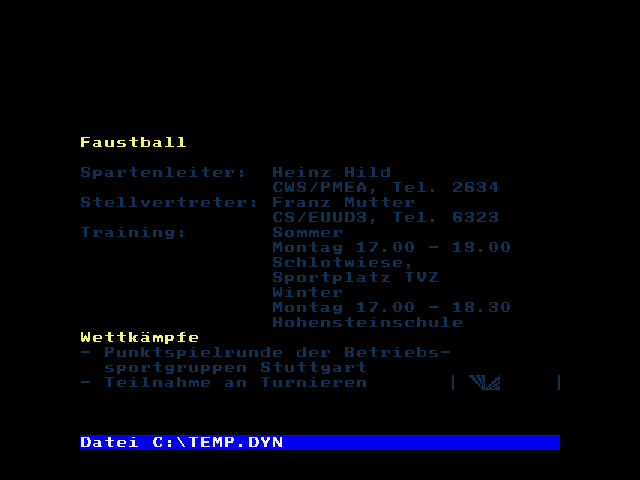 Faustball
Spartenleiter: Heinz Hild
CWS/PMEA, Tel. 2634
Stellvertreter: Franz Mutter
CS/EUUD3, Tel. 6323
Training: Sommer
Montag 17.00 - 18.00
Schlotwiese,
Sportplatz TVZ
Winter
Montag 17.00 - 18.30
Hohensteinschule
Wettkämpfe
- Punktspielrunde der Betriebs-
sportgruppen Stuttgart
- Teilnahme an Turnieren
Datei C:\TEMP.DYN